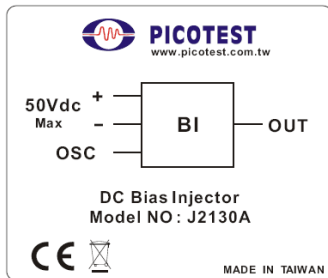 PICOTEST
www.picotest.com.tw
50Vdc +
Max -
BI
OUT
OSC
DC Bias Injector
Model NO : J2130A
CE
MADE IN TAIWAN